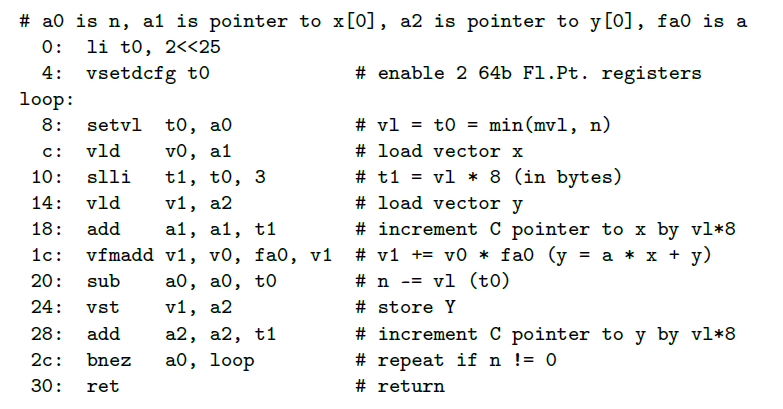 # a0 is n, a1 is pointer to x[0], a2 is pointer to y[0], fa0 is a
0: li t0, 2<<25
4: vsetdcfg t0 # enable 2 64b Fl.Pt. registers
loop:
8: setvl t0, a0 # vl = t0 = min(mvl, n)
c: vld v0, a1 # load vector x
10: slli t1, t0, 3 # t1 = vl * 8 (in bytes)
14: vld v1, a2 # load vector y
18: add a1, a1, t1 # increment C pointer to x by vl*8
1c: vfmadd v1, v0, fa0, v1 # v1 += v0 * fa0 (y = a * x + y)
20: sub a0, a0, t0 # n -= vl (t0)
24: vst v1, a2 # store Y
28: add a2, a2, t1 # increment C pointer to y by vl*8
2c: bnez a0, loop # repeat if n != 0
30: ret # return